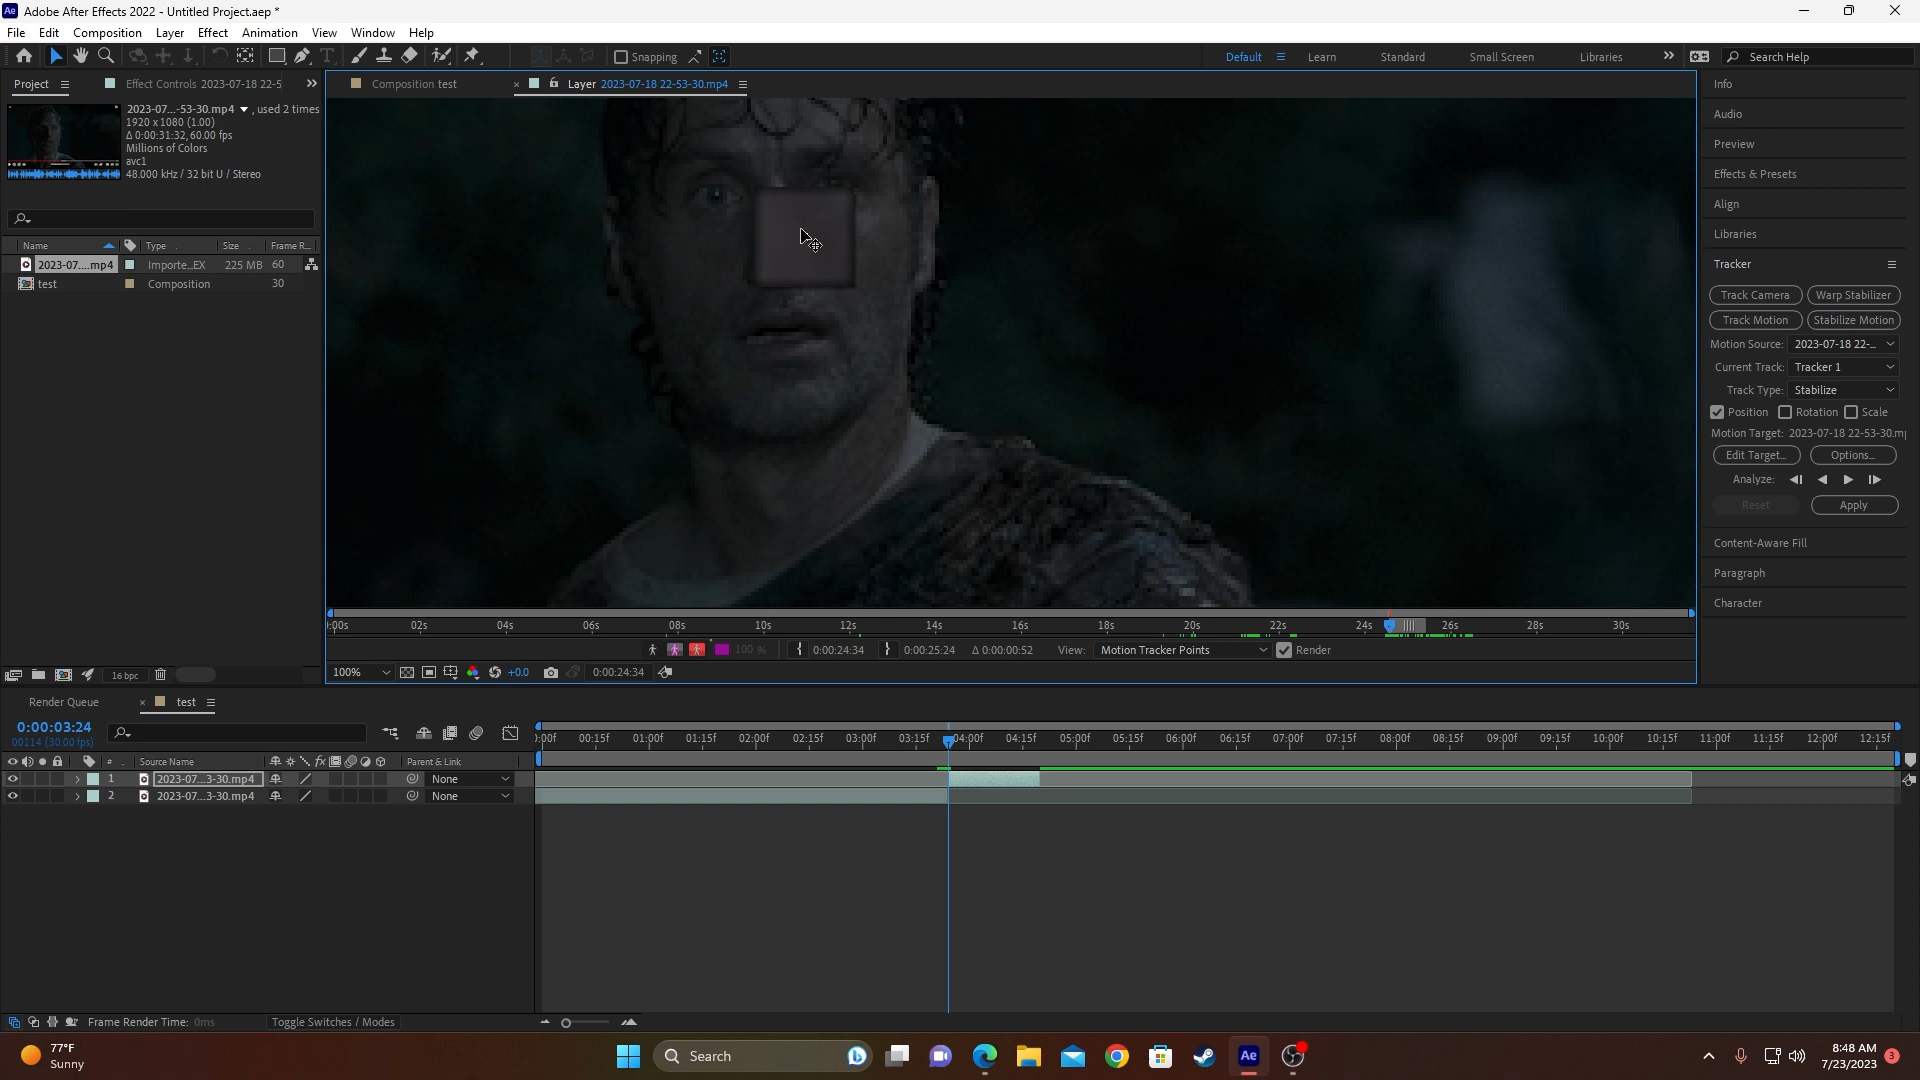 Adobe After Effects 2022 - Untitled Project.aep *
File Edit Composition Layer Effect Animation View Window Help
Snapping Default Learn Standard Small Screen Libraries Search Help
Project Effect Controls 2023-07-18 22-5
Composition test Layer 2023-07-18 22-53-30.mp4
2023-07...-53-30.mp4 , used 2 times
1920 x 1080 (1.00)
Δ 0:00:31:32, 60.00 fps
Millions of Colors
avc1
48.000 kHz / 32 bit U / Stereo
Name Type Size Frame R...
2023-07....mp4 Importe...EX 225 MB 60
test Composition 30
16 bpc
Info
Audio
Preview
Effects & Presets
Align
Libraries
Tracker
Track Camera Warp Stabilizer
Track Motion Stabilize Motion
Motion Source: 2023-07-18 22-...
Current Track: Tracker 1
Track Type: Stabilize
Position Rotation Scale
Motion Target: 2023-07-18 22-53-30.m
Edit Target... Options...
Analyze:
Reset Apply
Content-Aware Fill
Paragraph
Character
:00s 02s 04s 06s 08s 10s 12s 14s 16s 18s 20s 22s 24s 26s 28s 30s
100 % 0:00:24:34 0:00:25:24 Δ 0:00:00:52 View: Motion Tracker Points Render
100% +0.0 0:00:24:34
Render Queue test
0:00:03:24
00114 (30.00 fps)
):00f 00:15f 01:00f 01:15f 02:00f 02:15f 03:00f 03:15f 04:00f 04:15f 05:00f 05:15f 06:00f 06:15f 07:00f 07:15f 08:00f 08:15f 09:00f 09:15f 10:00f 10:15f 11:00f 11:15f 12:00f 12:15f
# Source Name fx Parent & Link
1 2023-07...3-30.mp4 None
2 2023-07...3-30.mp4 None
Frame Render Time: 0ms Toggle Switches / Modes
77°F
Sunny
Search
Ae
8:48 AM
7/23/2023
3